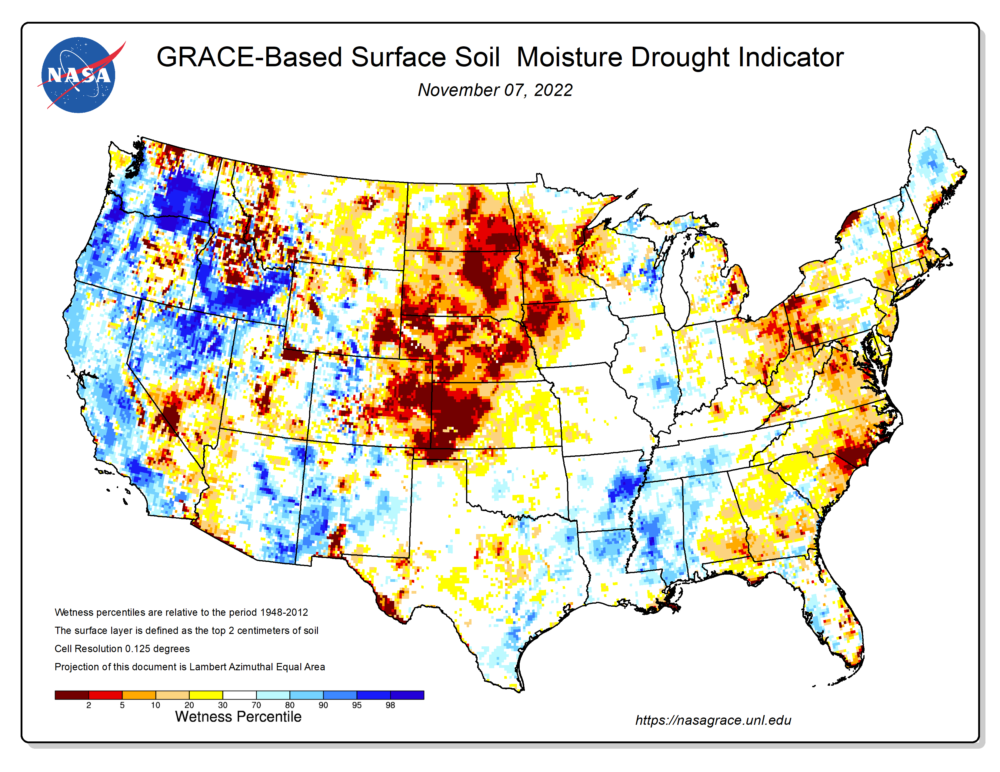 NASA
GRACE-Based Surface Soil  Moisture Drought Indicator
November 07, 2022
Wetness percentiles are relative to the period 1948-2012
The surface layer is defined as the top 2 centimeters of soil
Cell Resolution 0.125 degrees
Projection of this document is Lambert Azimuthal Equal Area
2 5 10 20 30 70 80 90 95 98
Wetness Percentile
https://nasagrace.unl.edu